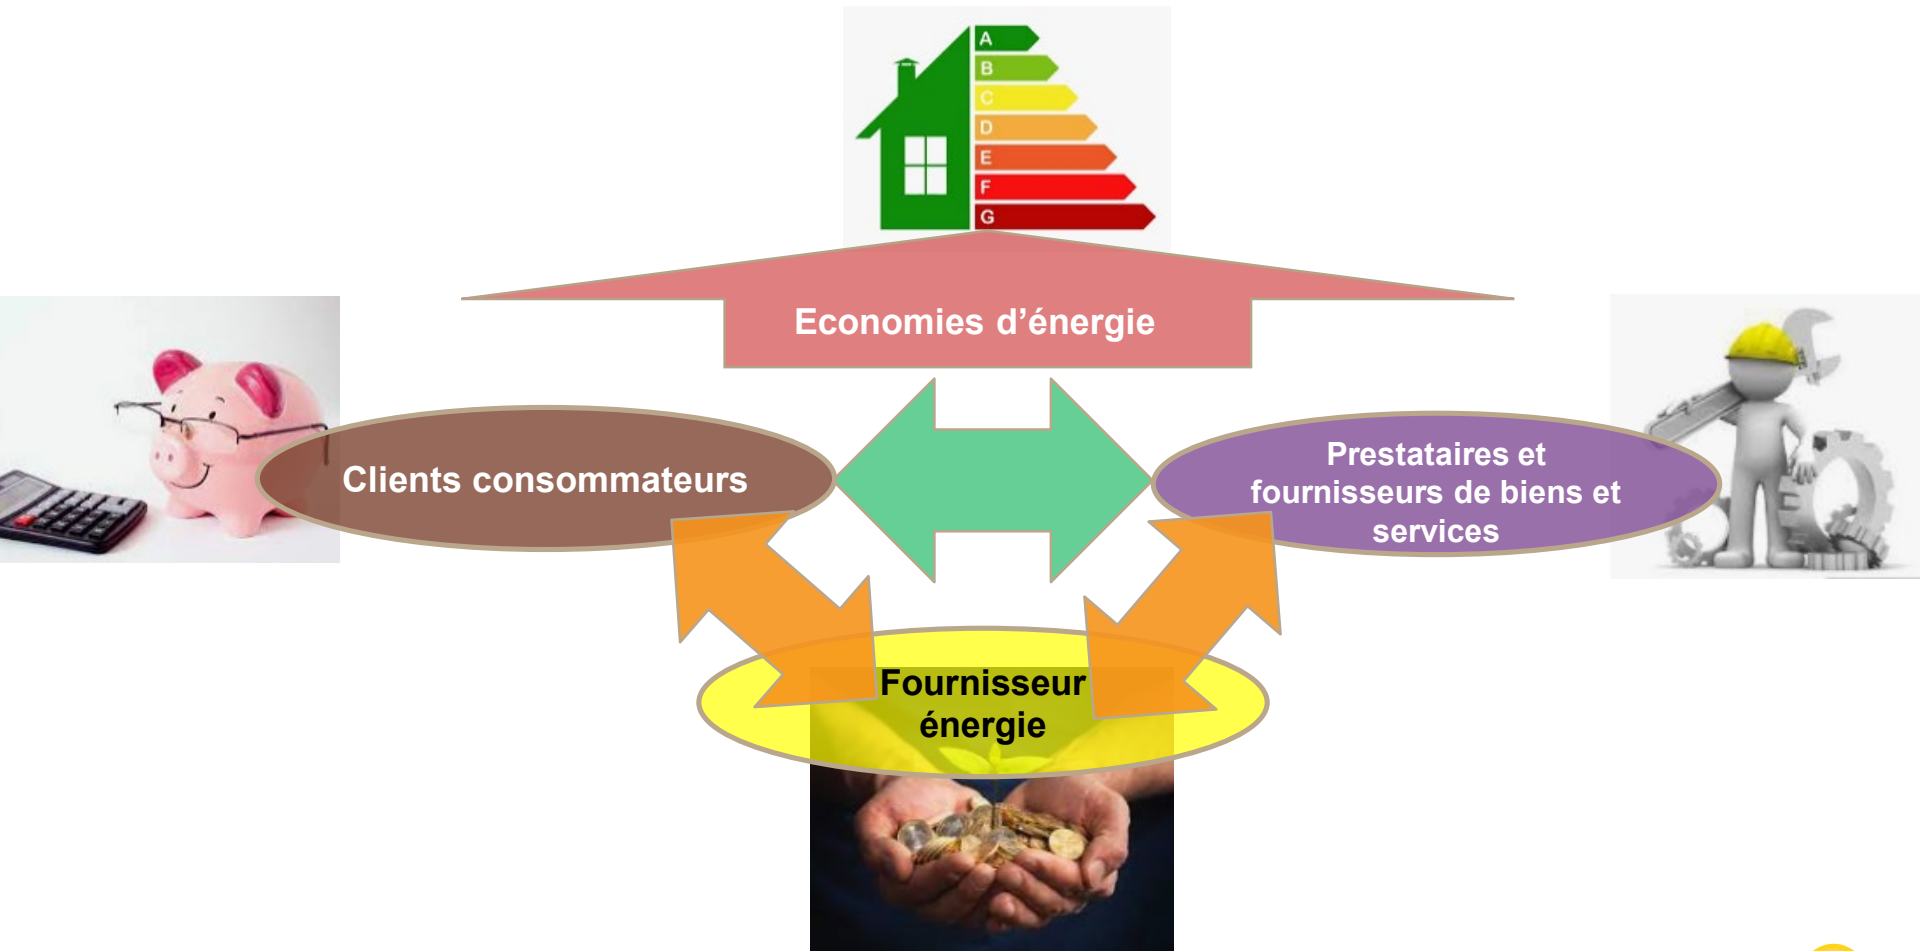 A
B
C
D
E
F
G
Economies d’énergie
Clients consommateurs
Prestataires et
fournisseurs de biens et
services
Fournisseur
énergie